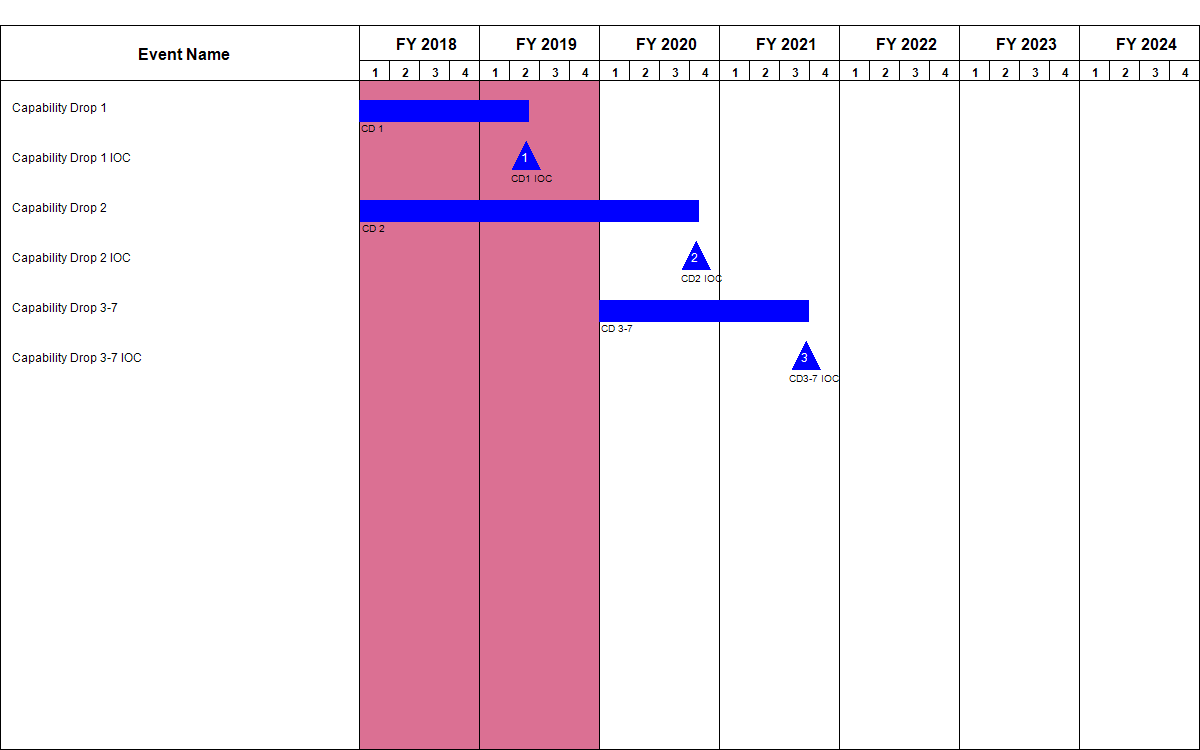 Event Name
FY 2018 FY 2019 FY 2020 FY 2021 FY 2022 FY 2023 FY 2024
1 2 3 4 1 2 3 4 1 2 3 4 1 2 3 4 1 2 3 4 1 2 3 4 1 2 3 4
Capability Drop 1
CD 1
Capability Drop 1 IOC
1
CD1 IOC
Capability Drop 2
CD 2
Capability Drop 2 IOC
2
CD2 IOC
Capability Drop 3-7
CD 3-7
Capability Drop 3-7 IOC
3
CD3-7 IOC